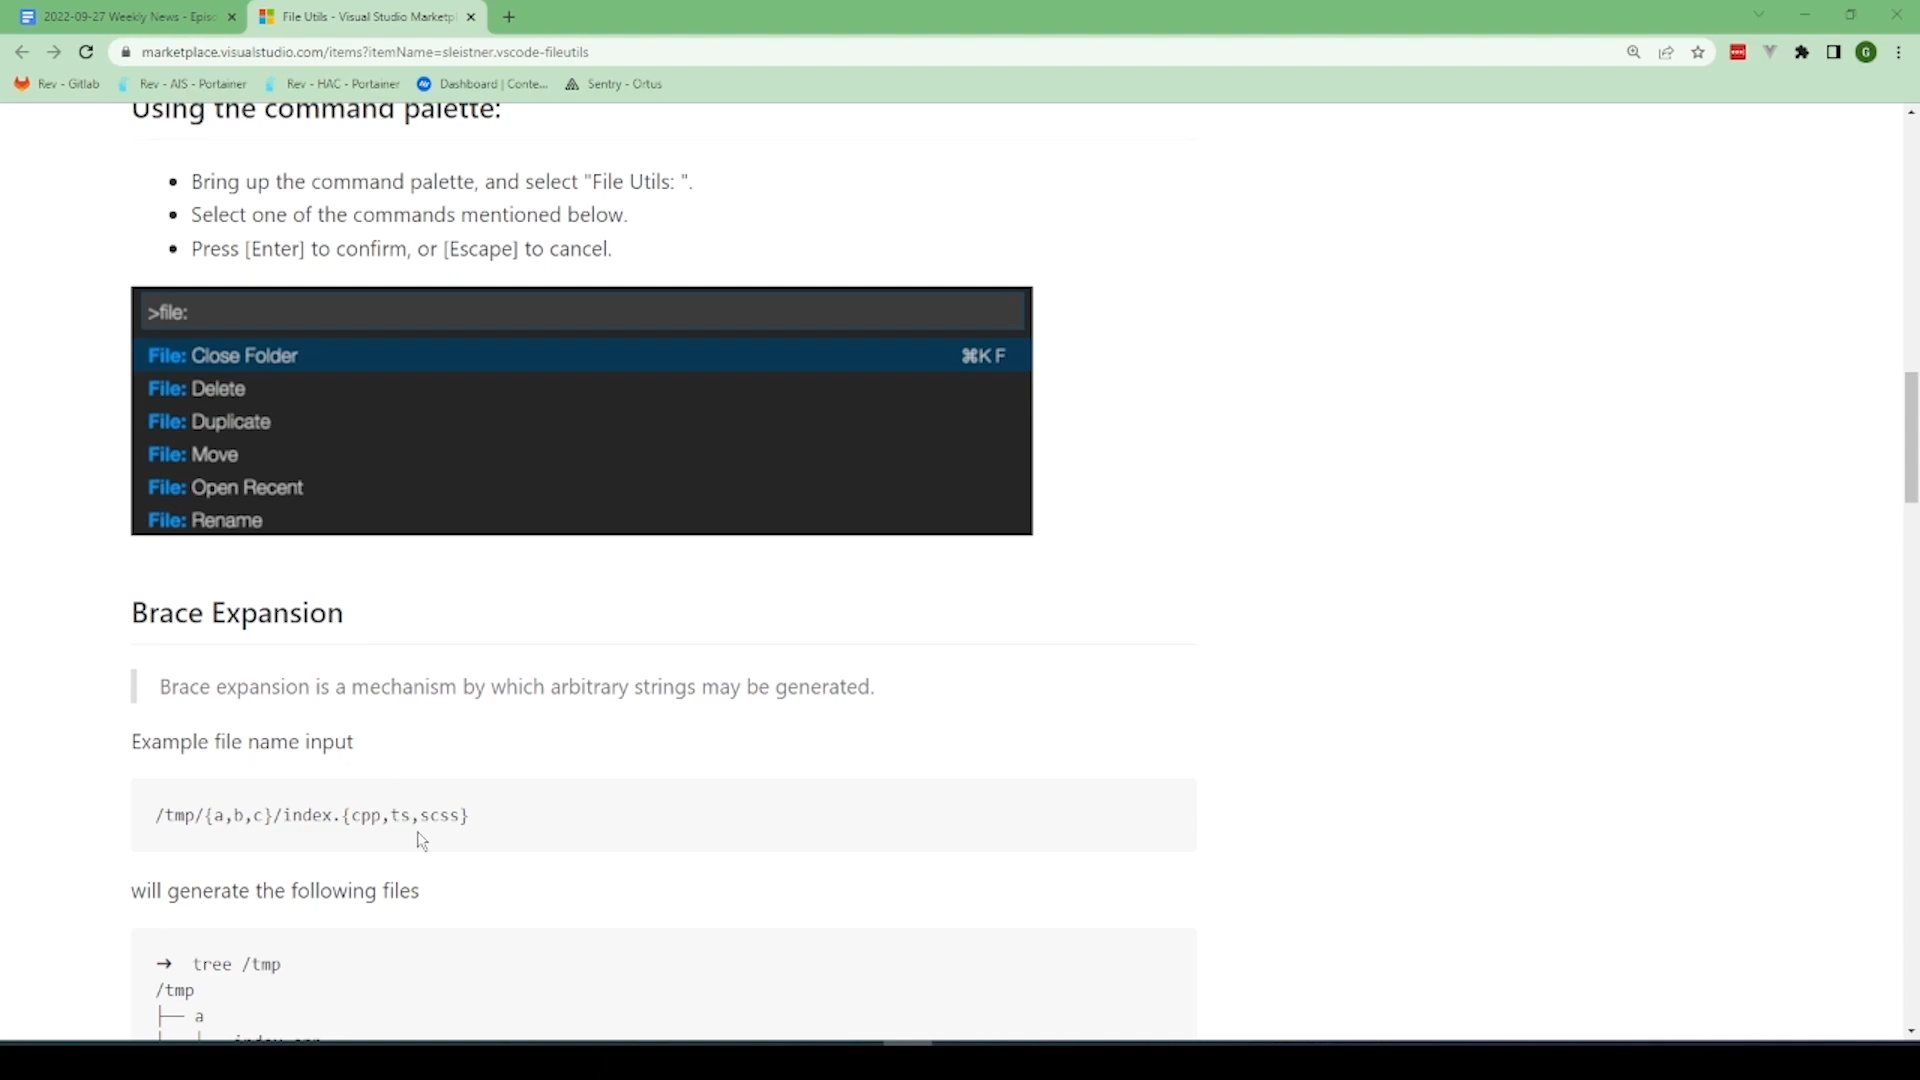 2022-09-27 Weekly News - Epis
File Utils - Visual Studio Marketpl
marketplace.visualstudio.com/items?itemName=sleistner.vscode-fileutils
G
Rev - Gitlab
Rev - AIS - Portainer
Rev - HAC - Portainer
Dashboard | Conte...
Sentry - Ortus
Using the command palette:
Bring up the command palette, and select "File Utils: ".
Select one of the commands mentioned below.
Press [Enter] to confirm, or [Escape] to cancel.
>file:
File: Close Folder ⌘K F
File: Delete
File: Duplicate
File: Move
File: Open Recent
File: Rename
Brace Expansion
Brace expansion is a mechanism by which arbitrary strings may be generated.
Example file name input
/tmp/{a,b,c}/index.{cpp,ts,scss}
will generate the following files
→ tree /tmp
/tmp
├── a
index.cpp